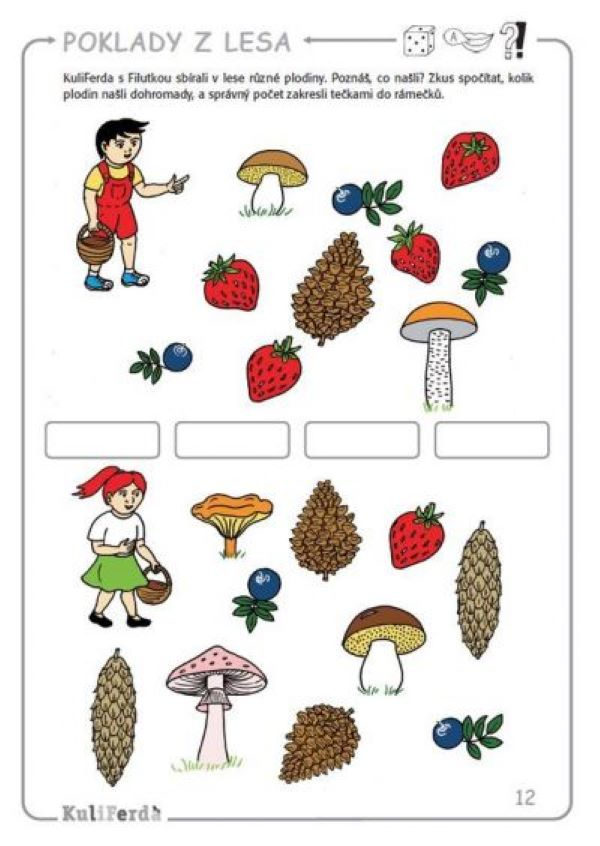 POKLADY Z LESA
A
?!
KuliFerda s Filutkou sbírali v lese různé plodiny. Poznáš, co našli? Zkus spočítat, kolik
plodin našli dohromady, a správný počet zakresli tečkami do rámečků.
12
KuliFerda